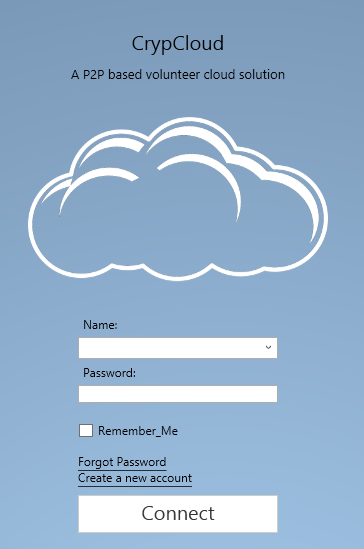 CrypCloud
A P2P based volunteer cloud solution
Name:
Password:
Remember_Me
Forgot Password
Create a new account
Connect